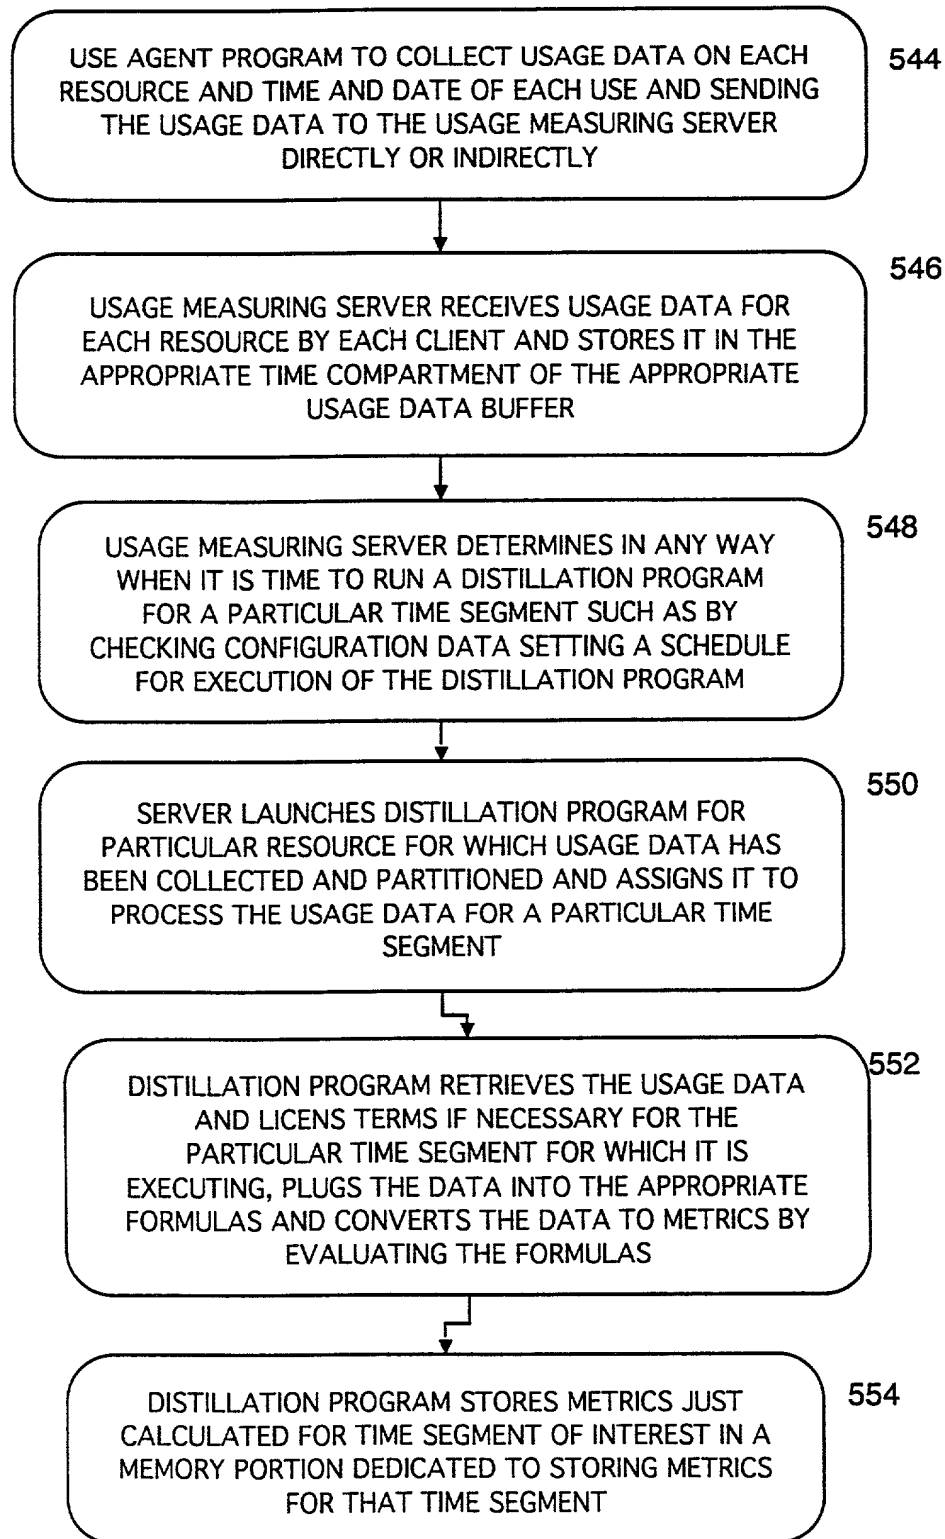 USE AGENT PROGRAM TO COLLECT USAGE DATA ON EACH
RESOURCE AND TIME AND DATE OF EACH USE AND SENDING
THE USAGE DATA TO THE USAGE MEASURING SERVER
DIRECTLY OR INDIRECTLY
544
USAGE MEASURING SERVER RECEIVES USAGE DATA FOR
EACH RESOURCE BY EACH CLIENT AND STORES IT IN THE
APPROPRIATE TIME COMPARTMENT OF THE APPROPRIATE
USAGE DATA BUFFER
546
USAGE MEASURING SERVER DETERMINES IN ANY WAY
WHEN IT IS TIME TO RUN A DISTILLATION PROGRAM
FOR A PARTICULAR TIME SEGMENT SUCH AS BY
CHECKING CONFIGURATION DATA SETTING A SCHEDULE
FOR EXECUTION OF THE DISTILLATION PROGRAM
548
SERVER LAUNCHES DISTILLATION PROGRAM FOR
PARTICULAR RESOURCE FOR WHICH USAGE DATA HAS
BEEN COLLECTED AND PARTITIONED AND ASSIGNS IT TO
PROCESS THE USAGE DATA FOR A PARTICULAR TIME
SEGMENT
550
DISTILLATION PROGRAM RETRIEVES THE USAGE DATA
AND LICENS TERMS IF NECESSARY FOR THE
PARTICULAR TIME SEGMENT FOR WHICH IT IS
EXECUTING, PLUGS THE DATA INTO THE APPROPRIATE
FORMULAS AND CONVERTS THE DATA TO METRICS BY
EVALUATING THE FORMULAS
552
DISTILLATION PROGRAM STORES METRICS JUST
CALCULATED FOR TIME SEGMENT OF INTEREST IN A
MEMORY PORTION DEDICATED TO STORING METRICS
FOR THAT TIME SEGMENT
554